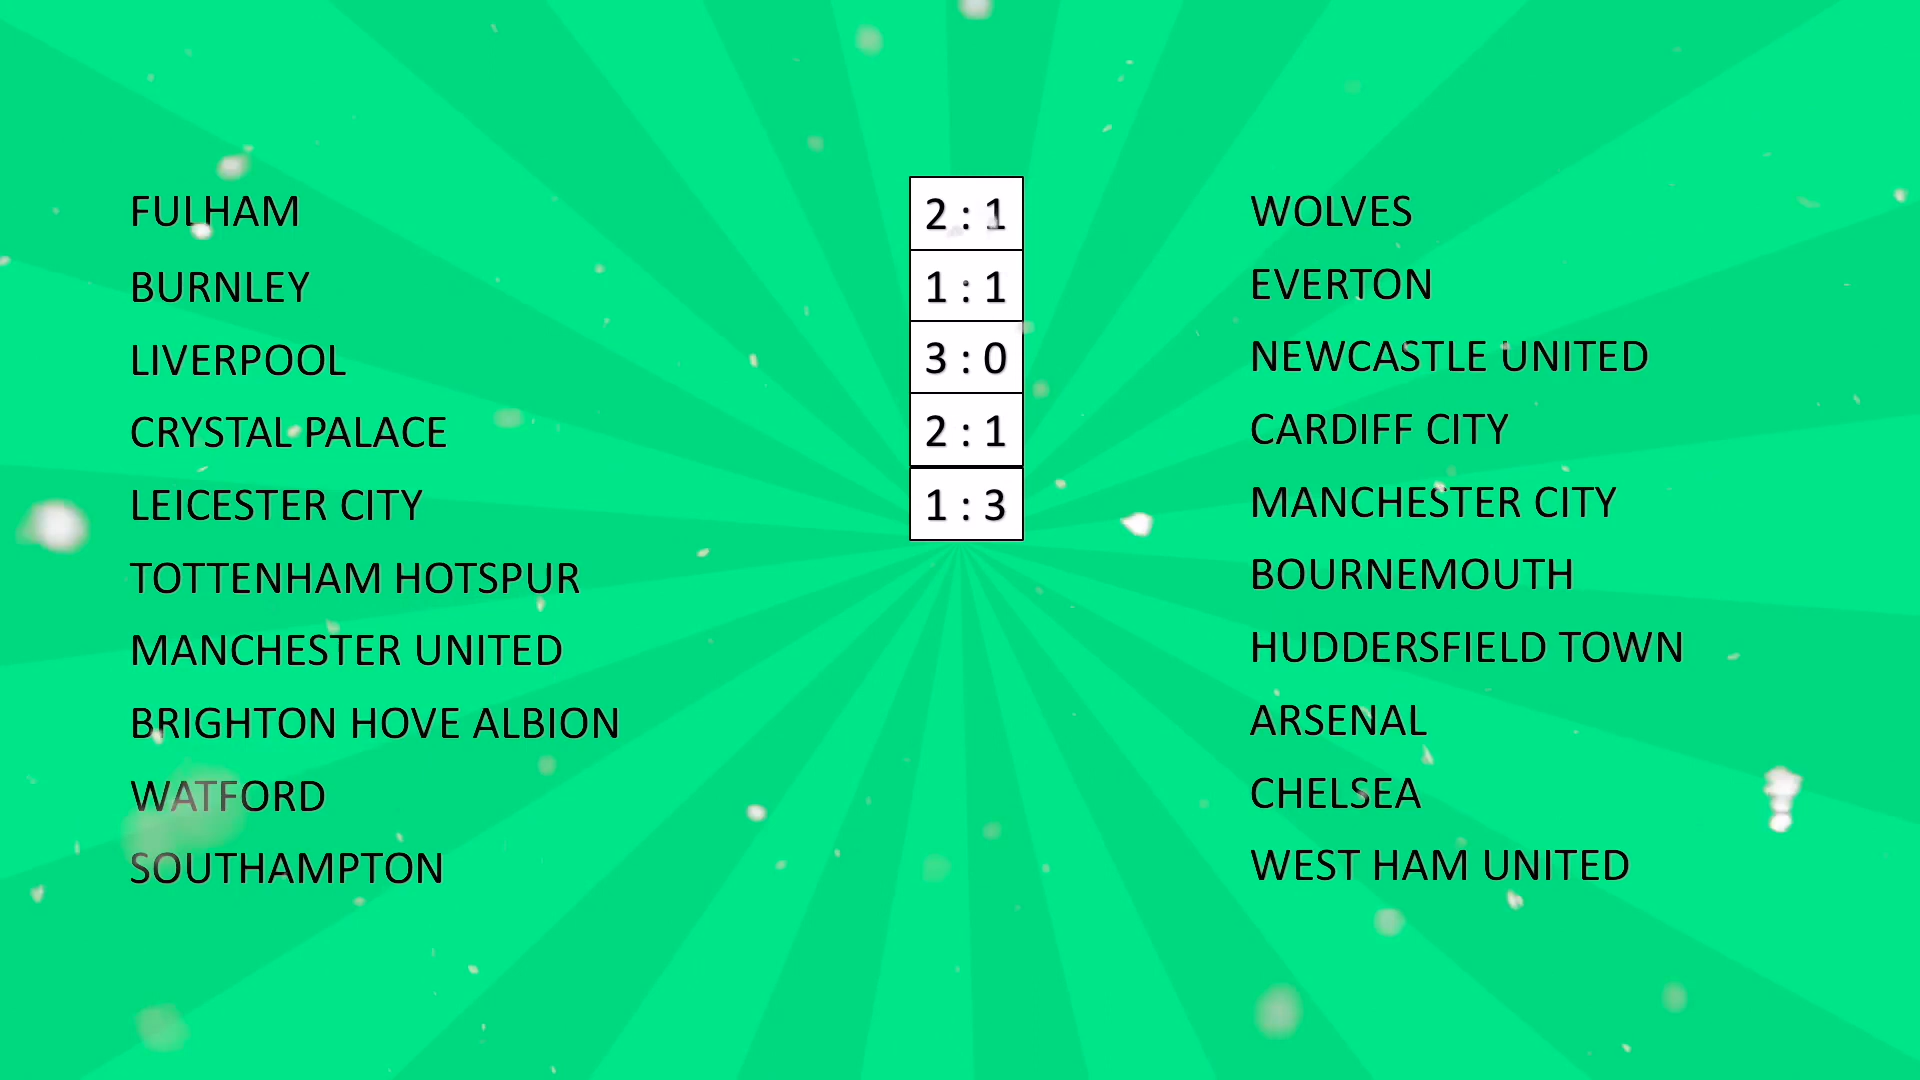 FULHAM 2 : 1 WOLVES
BURNLEY 1 : 1 EVERTON
LIVERPOOL 3 : 0 NEWCASTLE UNITED
CRYSTAL PALACE 2 : 1 CARDIFF CITY
LEICESTER CITY 1 : 3 MANCHESTER CITY
TOTTENHAM HOTSPUR BOURNEMOUTH
MANCHESTER UNITED HUDDERSFIELD TOWN
BRIGHTON HOVE ALBION ARSENAL
WATFORD CHELSEA
SOUTHAMPTON WEST HAM UNITED